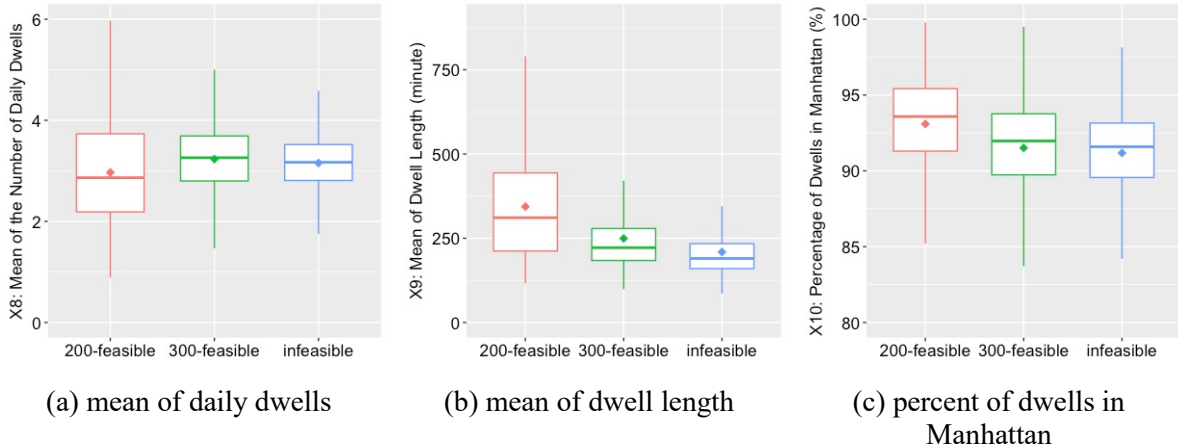 X8: Mean of the Number of Daily Dwells
6
4
2
0
200-feasible 300-feasible infeasible
(a) mean of daily dwells
X9: Mean of Dwell Length (minute)
750
500
250
0
200-feasible 300-feasible infeasible
(b) mean of dwell length
X10: Percentage of Dwells in Manhattan (%)
100
95
90
85
80
200-feasible 300-feasible infeasible
(c) percent of dwells in
Manhattan